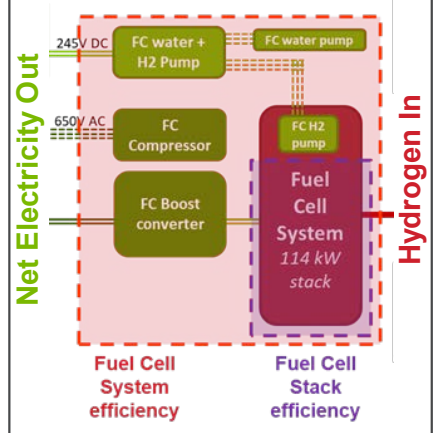 Net Electricity Out
245V DC
FC water +
H2 Pump
FC water pump
650V AC
FC
Compressor
FC H2
pump
FC Boost
converter
Fuel
Cell
System
114 kW
stack
Hydrogen In
Fuel Cell
System
efficiency
Fuel Cell
Stack
efficiency